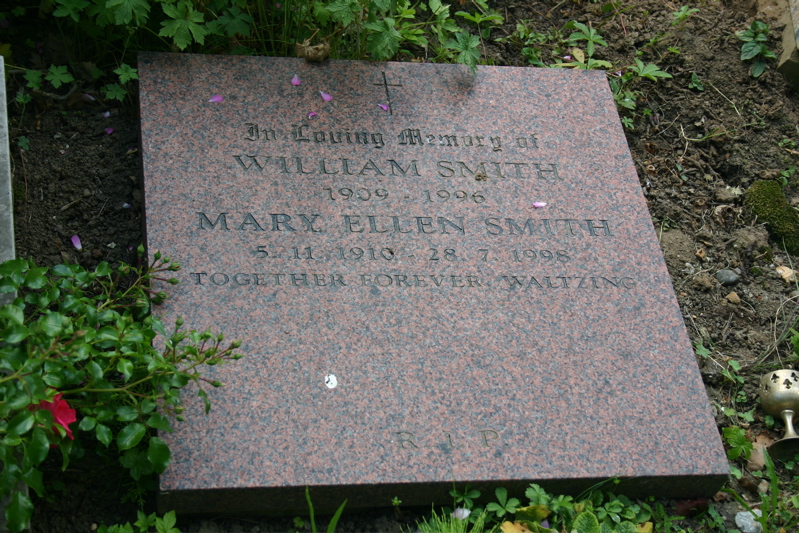 In Loving Memory of
WILLIAM SMITH
1909 - 1996
MARY ELLEN SMITH
5. 11. 1910 - 28. 7. 1998
TOGETHER FOREVER, WALTZING
R I P